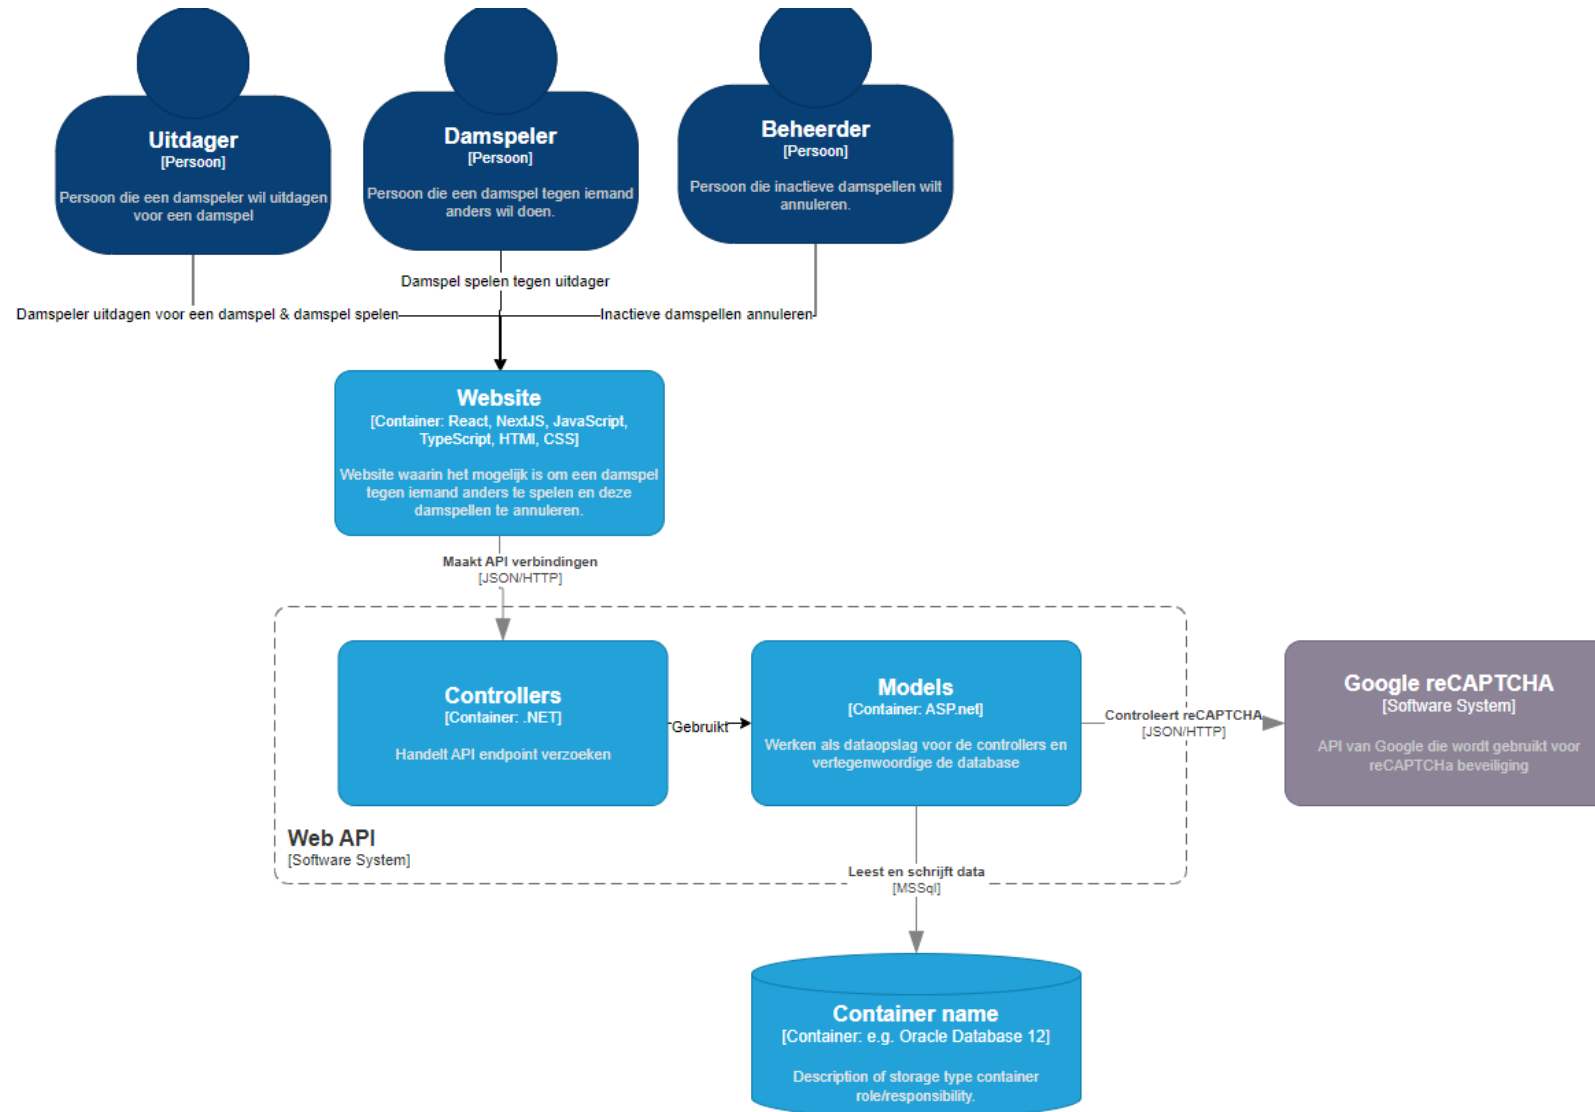 Uitdager
[Persoon]
Persoon die een damspeler wil uitdagen
voor een damspel
Damspeler
[Persoon]
Persoon die een damspel tegen iemand
anders wil doen.
Beheerder
[Persoon]
Persoon die inactieve damspellen wilt
annuleren.
Damspel spelen tegen uitdager
Damspeler uitdagen voor een damspel & damspel spelen
Inactieve damspellen annuleren
Website
[Container: React, NextJS, JavaScript,
TypeScript, HTMl, CSS]
Website waarin het mogelijk is om een damspel
tegen iemand anders te spelen en deze
damspellen te annuleren.
Maakt API verbindingen
[JSON/HTTP]
Controllers
[Container: .NET]
Handelt API endpoint verzoeken
Gebruikt
Models
[Container: ASP.net]
Werken als dataopslag voor de controllers en
vertegenwoordige de database
Controleert reCAPTCHA
[JSON/HTTP]
Google reCAPTCHA
[Software System]
API van Google die wordt gebruikt voor
reCAPTCHa beveiliging
Web API
[Software System]
Leest en schrijft data
[MSSql]
Container name
[Container: e.g. Oracle Database 12]
Description of storage type container
role/responsibility.